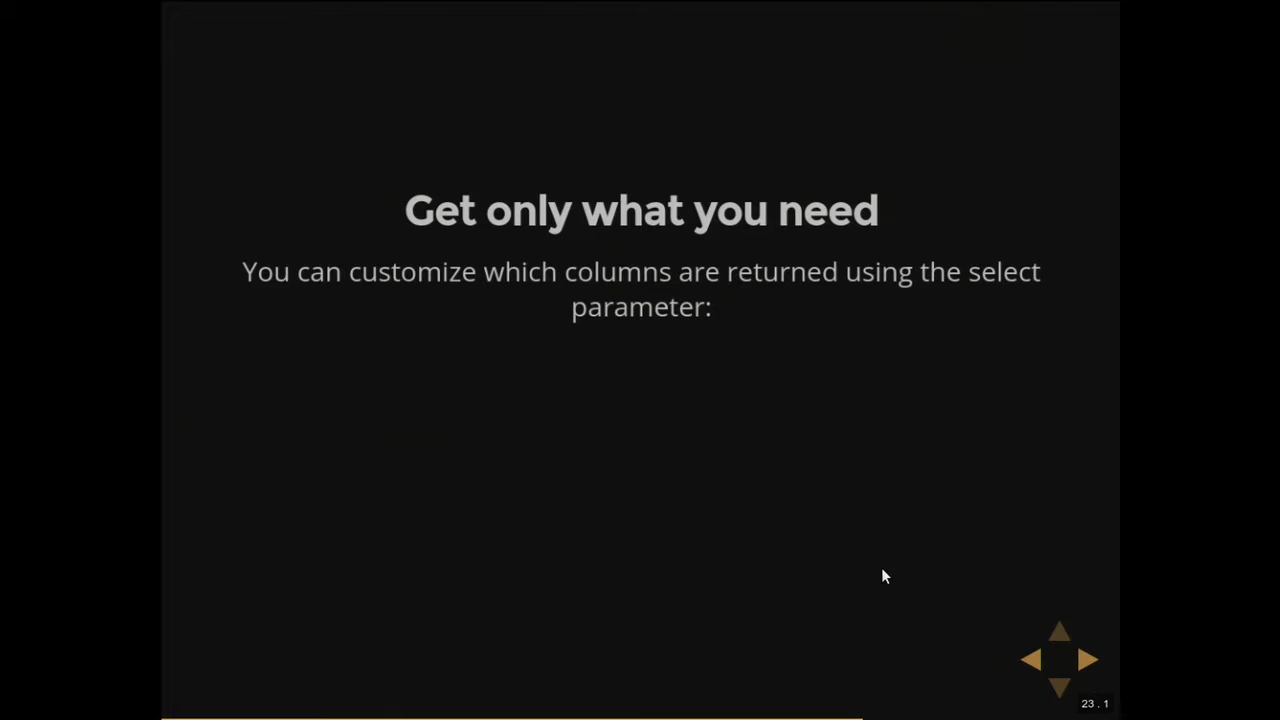 Get only what you need
You can customize which columns are returned using the select
parameter:
23 . 1